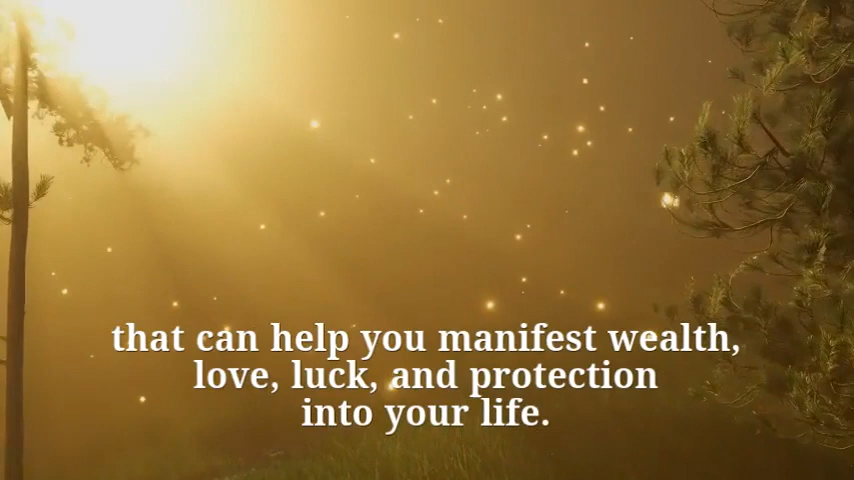 that can help you manifest wealth,
love, luck, and protection
into your life.